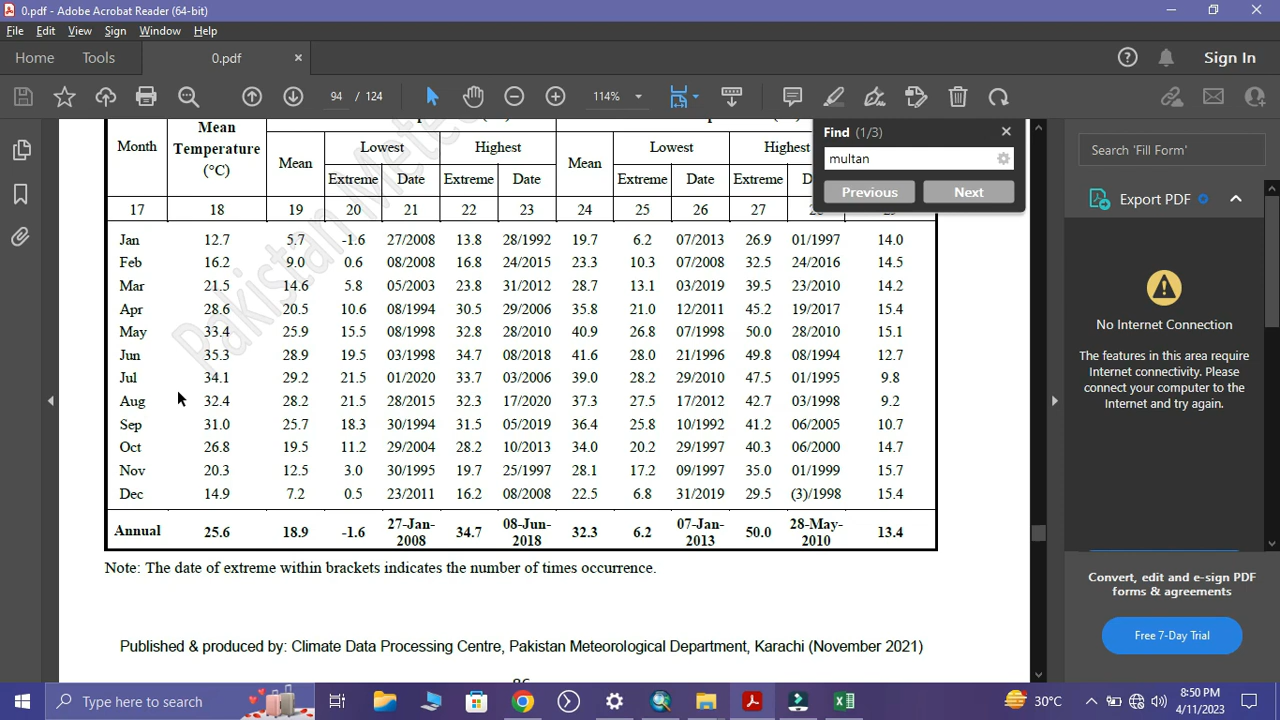 0.pdf - Adobe Acrobat Reader (64-bit)
File Edit View Sign Window Help
Home Tools 0.pdf Sign In
94 / 124 114%
Find (1/3)
multan
Previous Next
Search 'Fill Form'
Export PDF
No Internet Connection
The features in this area require
Internet connectivity. Please
connect your computer to the
Internet and try again.
Convert, edit and e-sign PDF
forms & agreements
Free 7-Day Trial
Month Mean Temperature (°C) Mean Lowest Highest Mean Lowest Highest
Extreme Date Extreme Date Extreme Date Extreme
17 18 19 20 21 22 23 24 25 26 27
Jan 12.7 5.7 -1.6 27/2008 13.8 28/1992 19.7 6.2 07/2013 26.9 01/1997 14.0
Feb 16.2 9.0 0.6 08/2008 16.8 24/2015 23.3 10.3 07/2008 32.5 24/2016 14.5
Mar 21.5 14.6 5.8 05/2003 23.8 31/2012 28.7 13.1 03/2019 39.5 23/2010 14.2
Apr 28.6 20.5 10.6 08/1994 30.5 29/2006 35.8 21.0 12/2011 45.2 19/2017 15.4
May 33.4 25.9 15.5 08/1998 32.8 28/2010 40.9 26.8 07/1998 50.0 28/2010 15.1
Jun 35.3 28.9 19.5 03/1998 34.7 08/2018 41.6 28.0 21/1996 49.8 08/1994 12.7
Jul 34.1 29.2 21.5 01/2020 33.7 03/2006 39.0 28.2 29/2010 47.5 01/1995 9.8
Aug 32.4 28.2 21.5 28/2015 32.3 17/2020 37.3 27.5 17/2012 42.7 03/1998 9.2
Sep 31.0 25.7 18.3 30/1994 31.5 05/2019 36.4 25.8 10/1992 41.2 06/2005 10.7
Oct 26.8 19.5 11.2 29/2004 28.2 10/2013 34.0 20.2 29/1997 40.3 06/2000 14.7
Nov 20.3 12.5 3.0 30/1995 19.7 25/1997 28.1 17.2 09/1997 35.0 01/1999 15.7
Dec 14.9 7.2 0.5 23/2011 16.2 08/2008 22.5 6.8 31/2019 29.5 (3)/1998 15.4
Annual 25.6 18.9 -1.6 27-Jan-2008 34.7 08-Jun-2018 32.3 6.2 07-Jan-2013 50.0 28-May-2010 13.4
Note: The date of extreme within brackets indicates the number of times occurrence.
Published & produced by: Climate Data Processing Centre, Pakistan Meteorological Department, Karachi (November 2021)
Type here to search
30°C
8:50 PM
4/11/2023